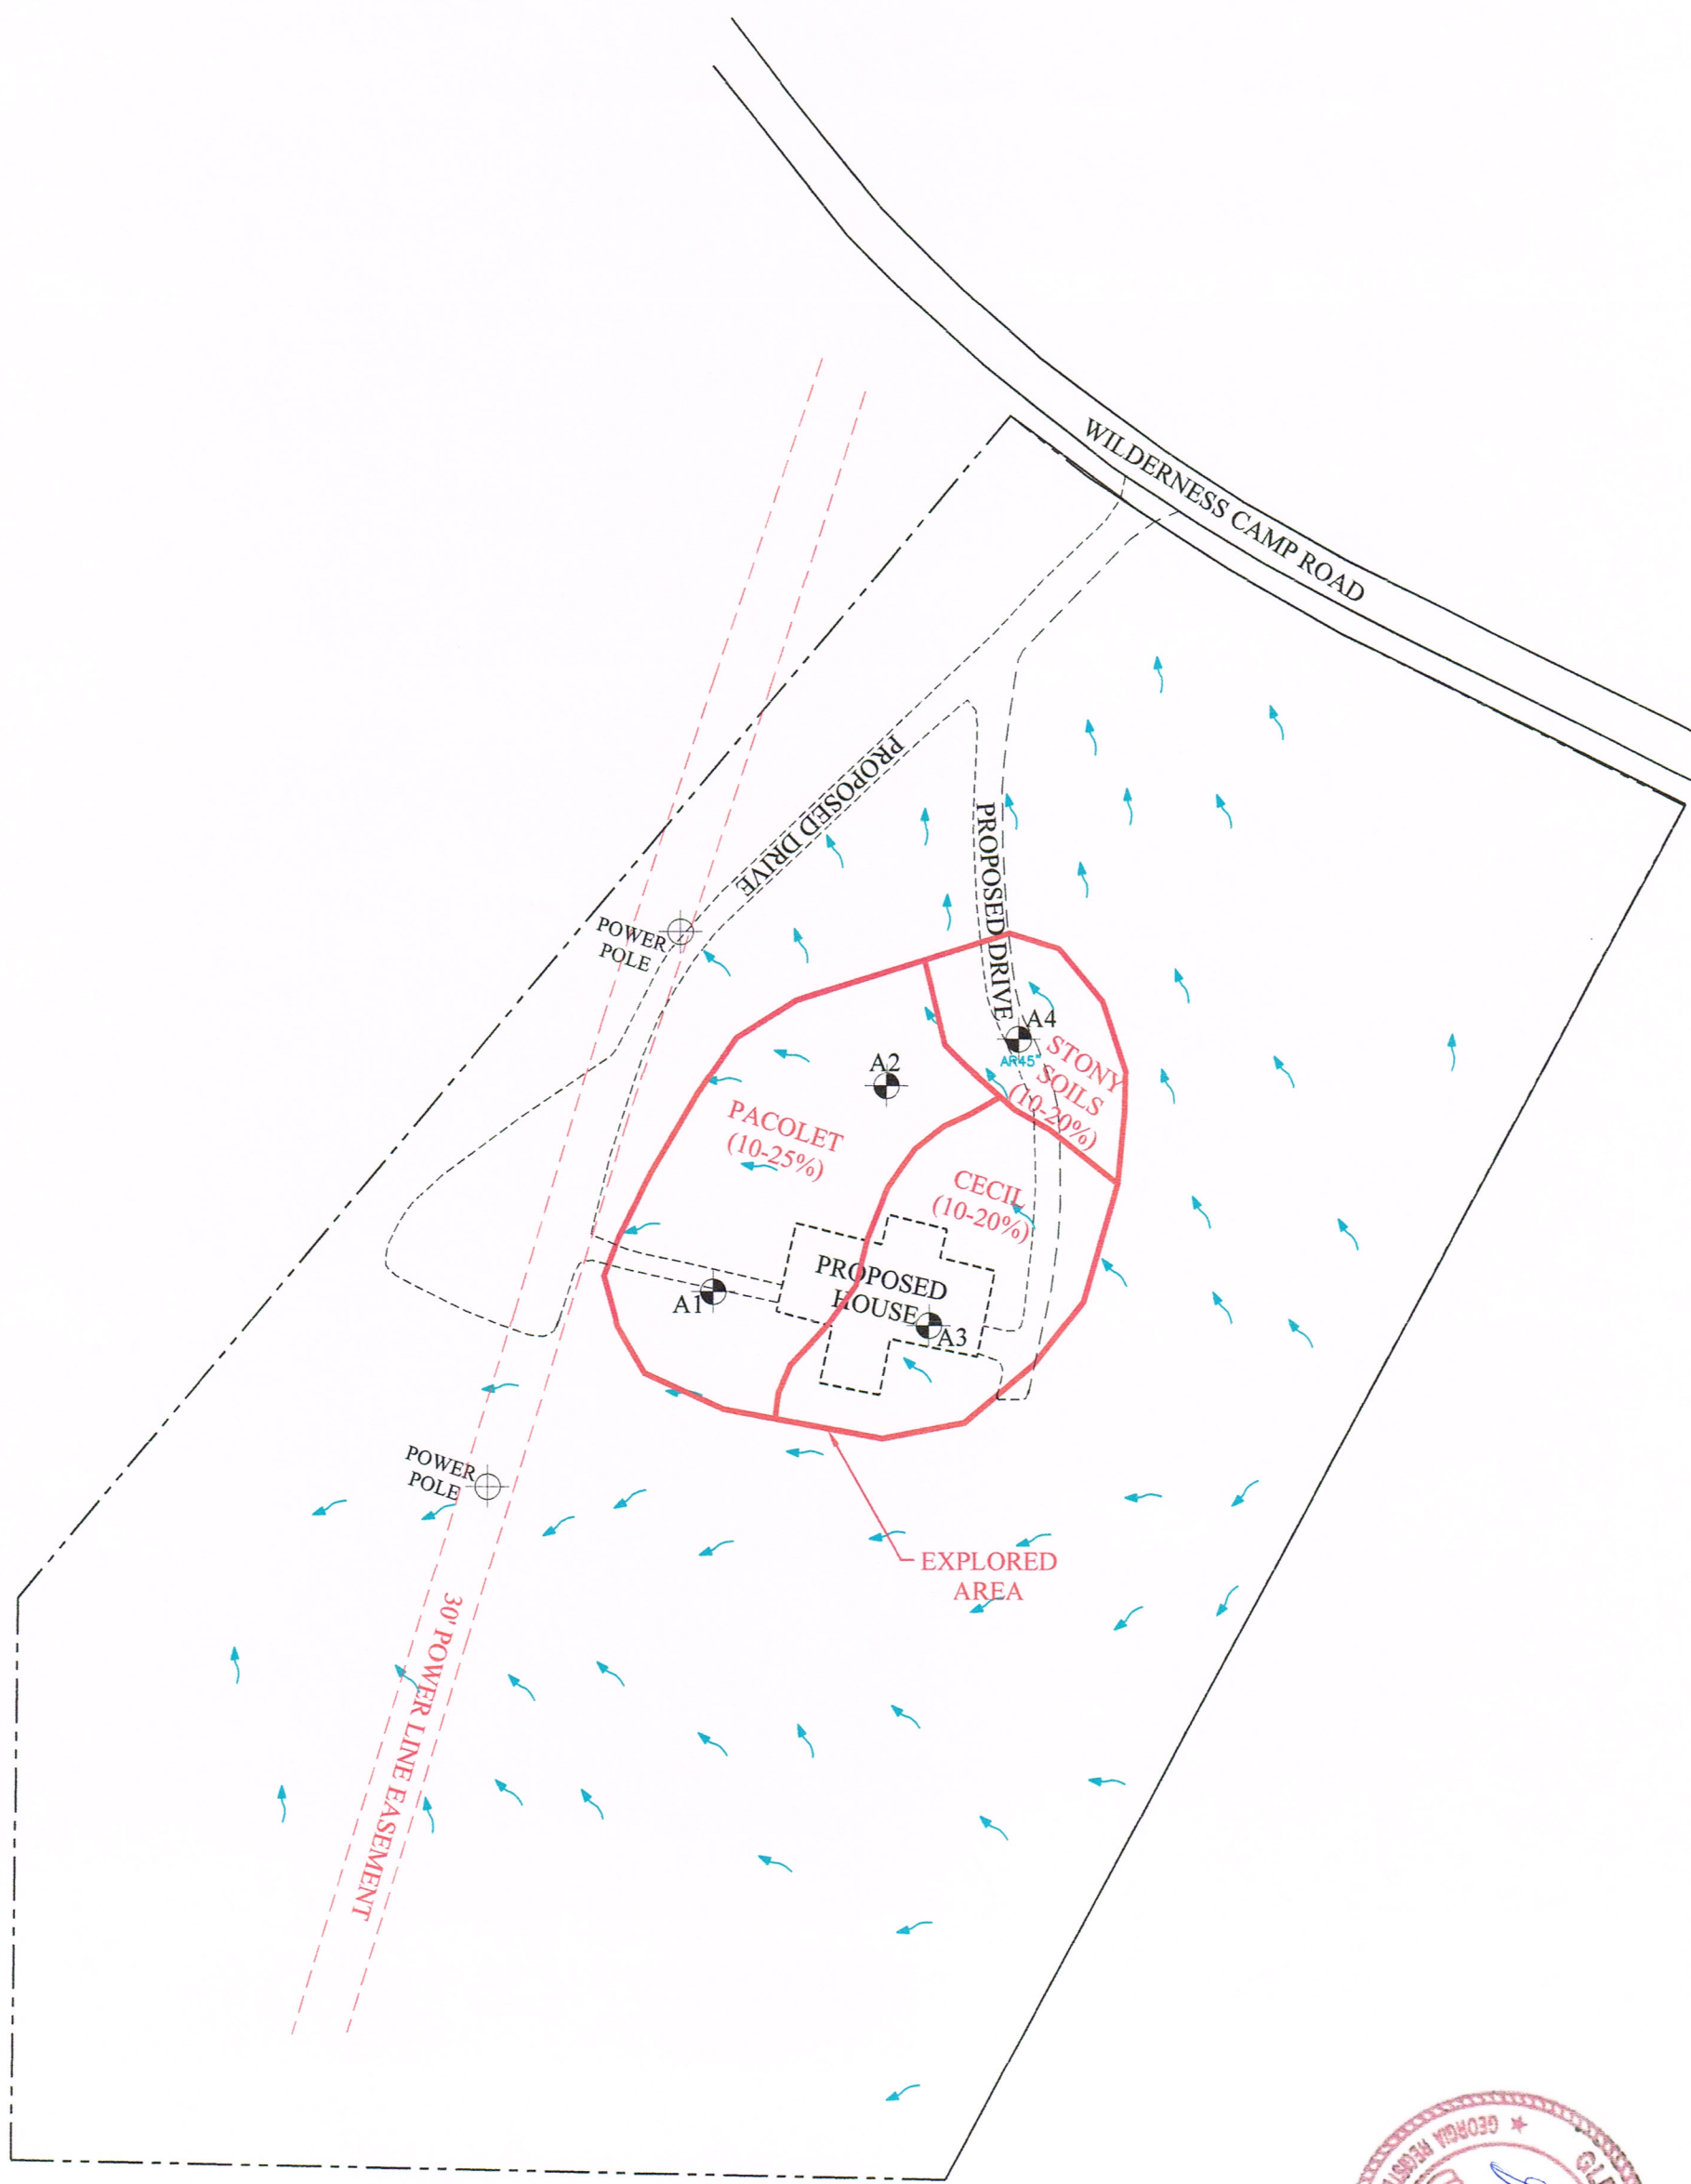 WILDERNESS CAMP ROAD
PROPOSED DRIVE
PROPOSED DRIVE
POWER
POLE
A4
AR45"
STONY
SOILS
(10-20%)
A2
PACOLET
(10-25%)
CECIL
(10-20%)
PROPOSED
HOUSE
A1
A3
POWER
POLE
EXPLORED
AREA
30' POWER LINE EASEMENT
GEORGIA